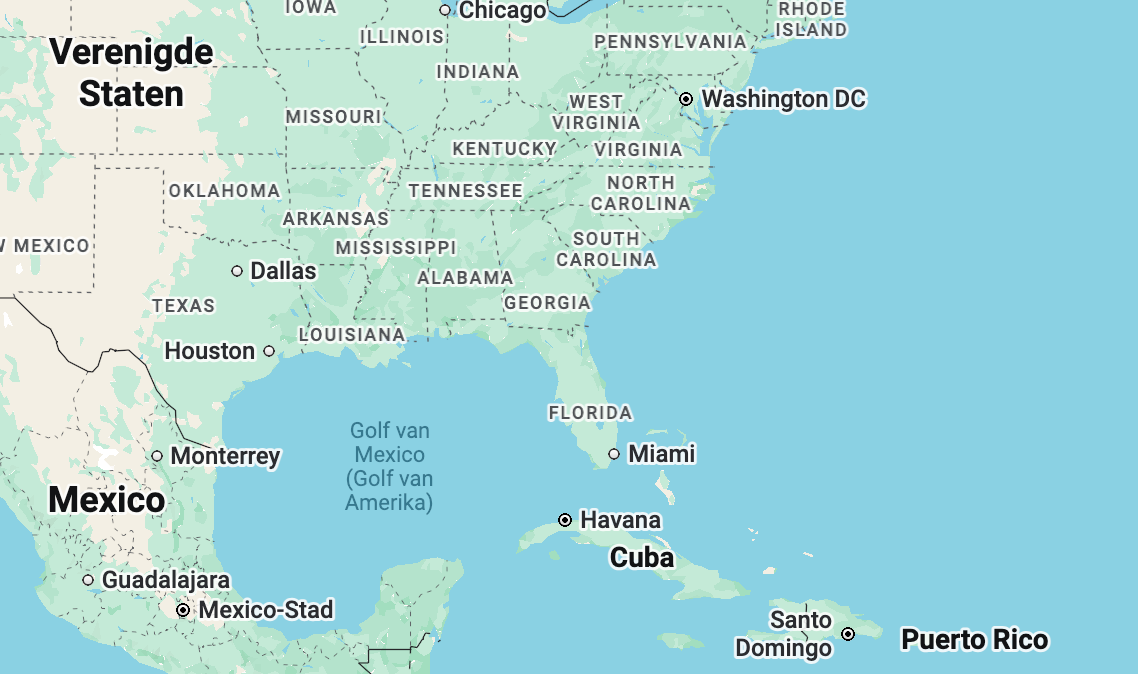 IOWA
Chicago
RHODE
ISLAND
ILLINOIS
PENNSYLVANIA
Verenigde
Staten
INDIANA
WEST
VIRGINIA
Washington DC
MISSOURI
KENTUCKY
VIRGINIA
OKLAHOMA
TENNESSEE
NORTH
CAROLINA
ARKANSAS
W MEXICO
MISSISSIPPI
SOUTH
CAROLINA
Dallas
ALABAMA
TEXAS
GEORGIA
LOUISIANA
Houston
FLORIDA
Golf van
Mexico
(Golf van
Amerika)
Monterrey
Miami
Mexico
Havana
Cuba
Guadalajara
Mexico-Stad
Santo
Domingo
Puerto Rico